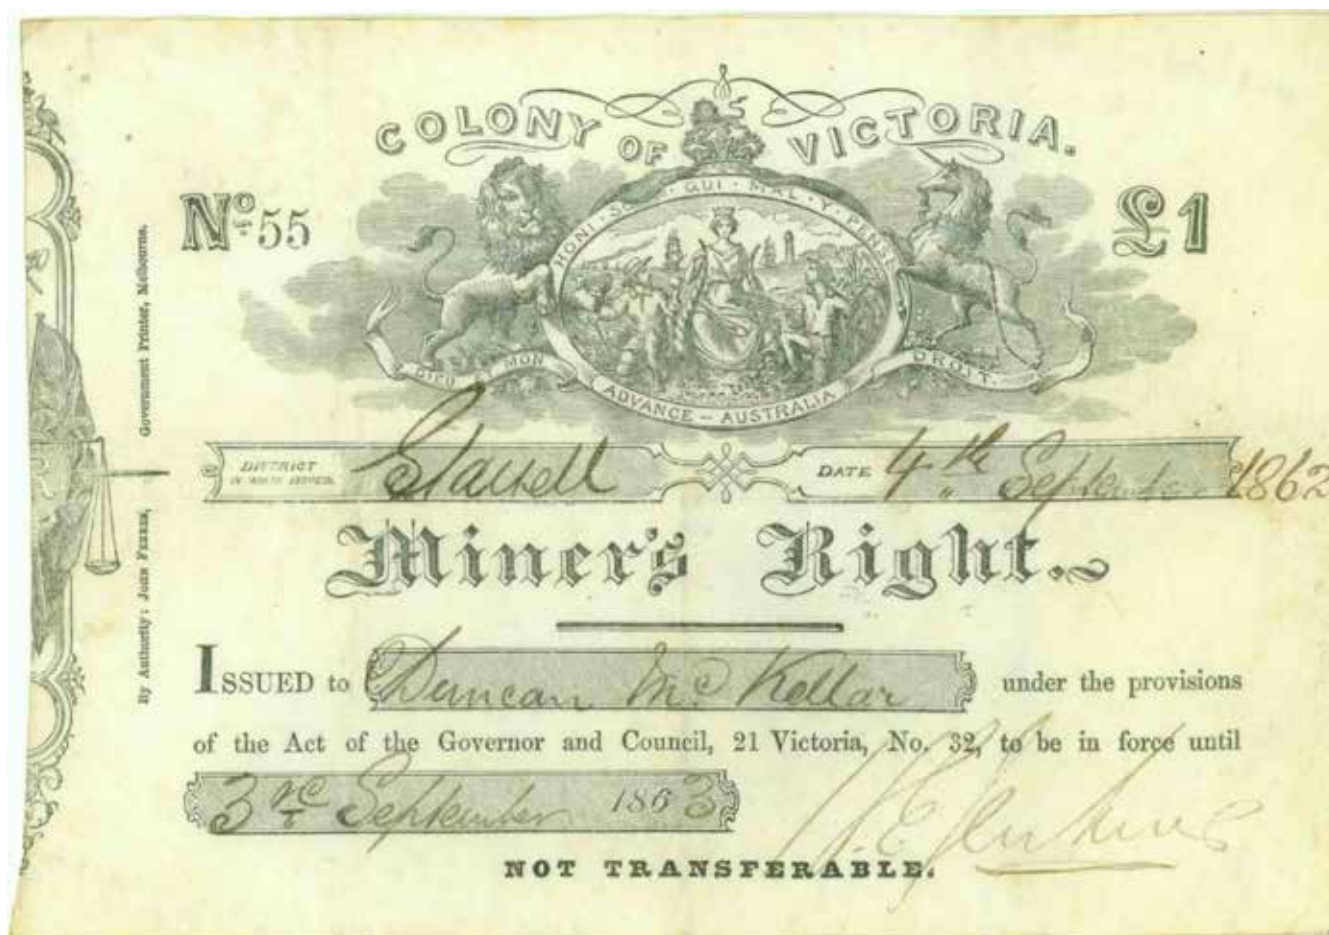 COLONY OF VICTORIA.
No. 55
£1
HONI · SOIT · QUI · MAL · Y · PENSE
DIEU
MON
DROIT
ADVANCE - AUSTRALIA
DISTRICT
IN WHICH ISSUED.
Stawell
DATE 4th September 1862
Miner's Right.
ISSUED to Duncan McKellar under the provisions
of the Act of the Governor and Council, 21 Victoria, No. 32, to be in force until
3rd September 1863
NOT TRANSFERABLE.
By Authority: JOHN FERRES, Government Printer, Melbourne.